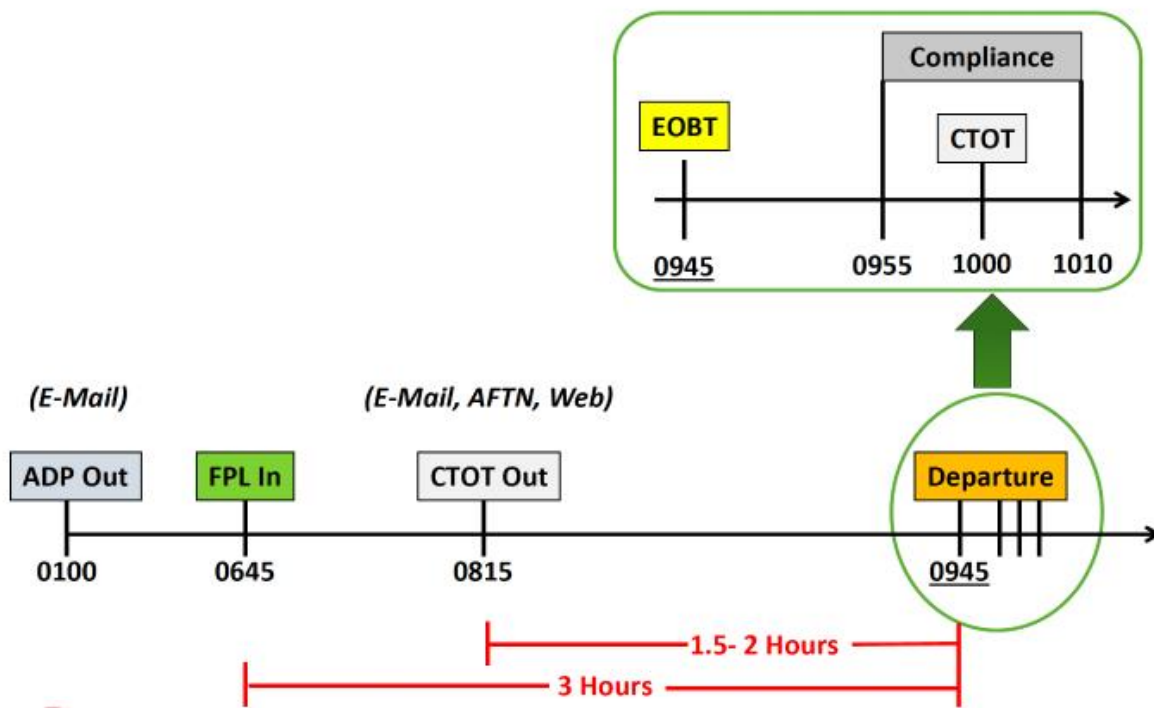 Compliance
EOBT
CTOT
0945
0955
1000
1010
(E-Mail)
(E-Mail, AFTN, Web)
ADP Out
FPL In
CTOT Out
Departure
0100
0645
0815
0945
1.5- 2 Hours
3 Hours